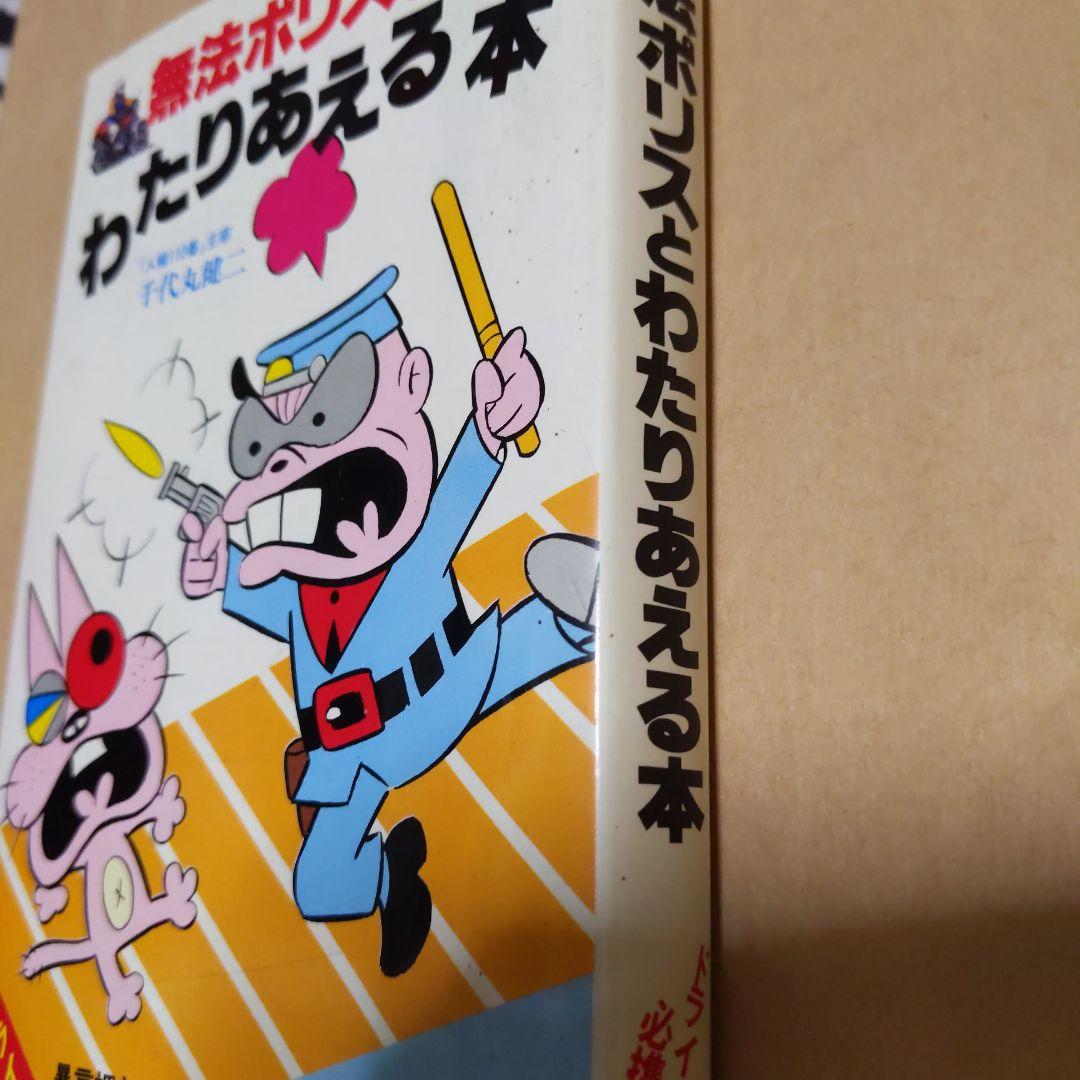 無法ポリス
わたりあえる本
「人権110番」主宰
千代丸健二
法ポリスとわたりあえる本
ドライ
必携